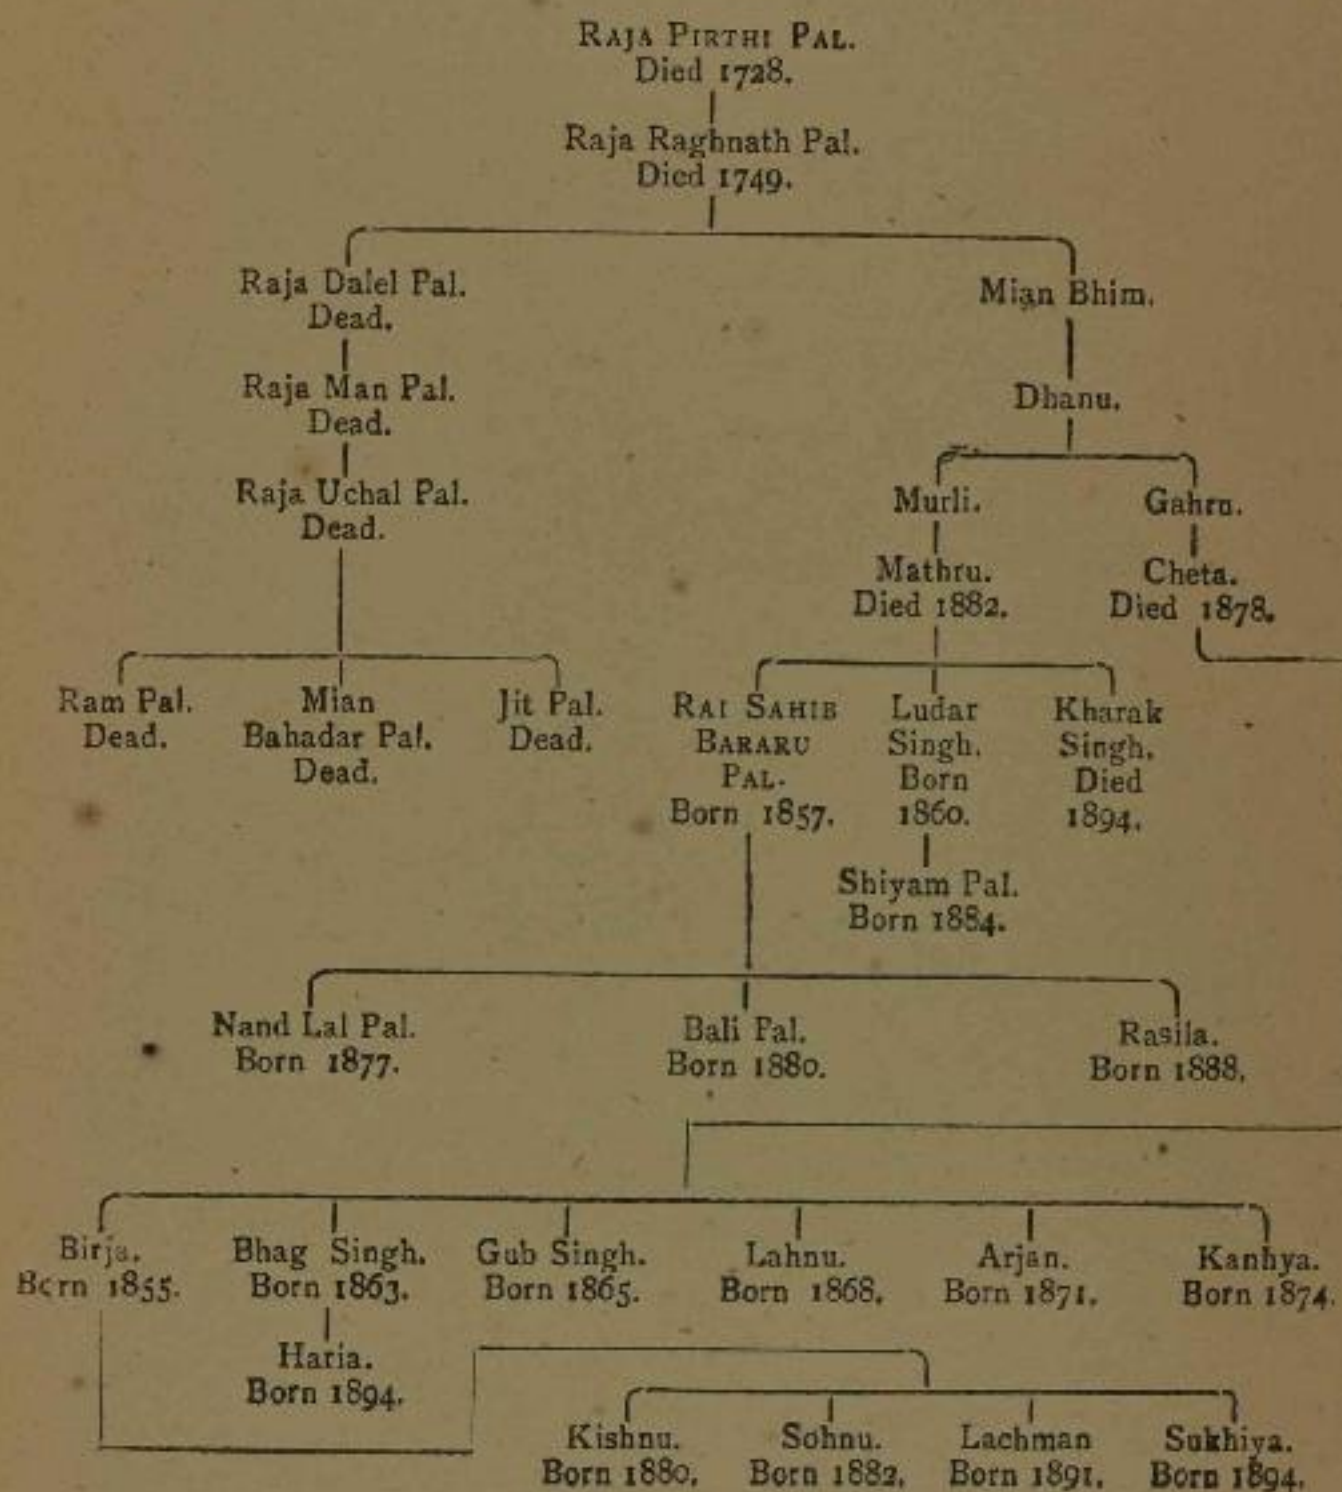 RAJA PIRTHI PAL.
Died 1728.
Raja Raghnath Pal.
Died 1749.
Raja Dalel Pal.
Dead.
Mian Bhim.
Raja Man Pal.
Dead.
Dhanu.
Raja Uchal Pal.
Dead.
Murli.
Gahru.
Mathru.
Died 1882.
Cheta.
Died 1878.
Ram Pal.
Dead.
Mian
Bahadar Pal.
Dead.
Jit Pal.
Dead.
RAI SAHIB
BARARU
PAL.
Born 1857.
Ludar
Singh.
Born
1860.
Kharak
Singh.
Died
1894.
Shiyam Pal.
Born 1884.
Nand Lal Pal.
Born 1877.
Bali Pal.
Born 1880.
Rasila.
Born 1888.
Birja.
Born 1855.
Bhag Singh.
Born 1863.
Gub Singh.
Born 1865.
Lahnu.
Born 1868.
Arjan.
Born 1871.
Kanhya.
Born 1874.
Haria.
Born 1894.
Kishnu.
Born 1880.
Sohnu.
Born 1882.
Lachman
Born 1891.
Sukhiya.
Born 1894.